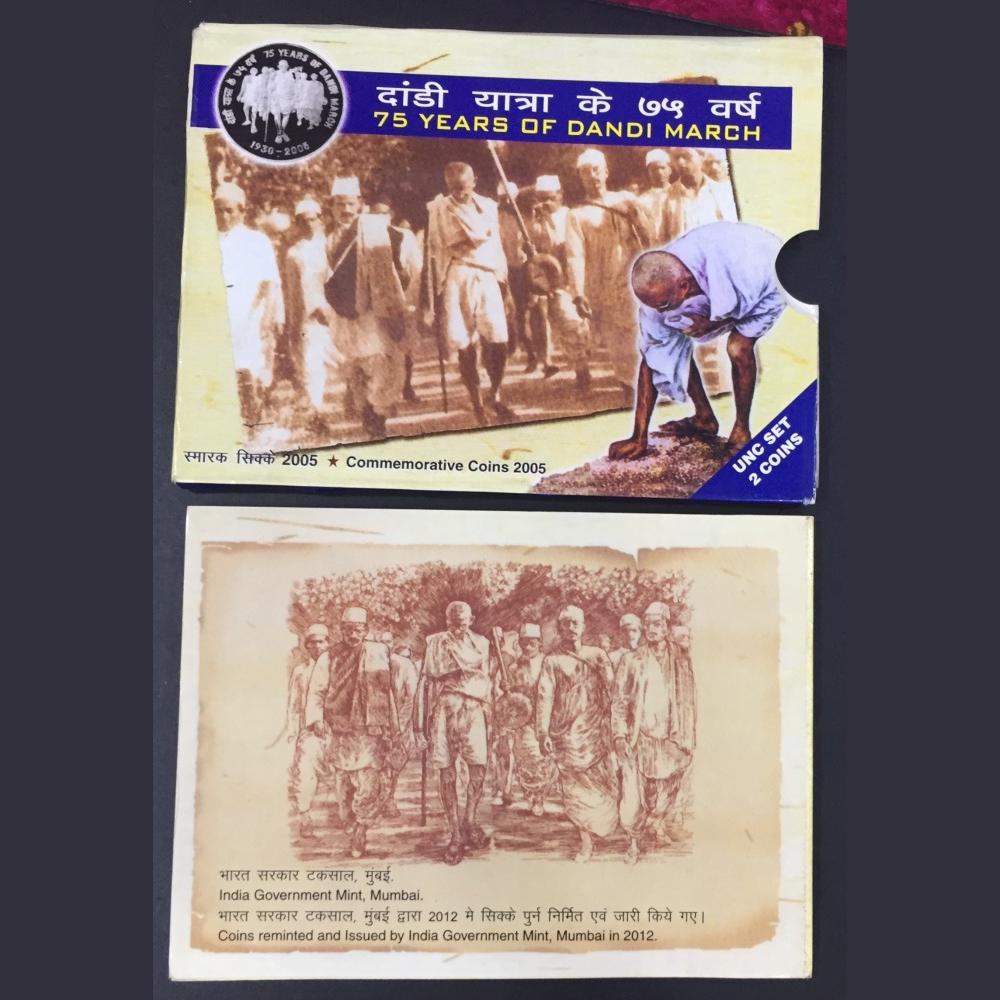 दांडी यात्रा के ७५ वर्ष 75 YEARS OF DANDI MARCH
1930-2005
दांडी यात्रा के ७५ वर्ष
75 YEARS OF DANDI MARCH
स्मारक सिक्के 2005 ★ Commemorative Coins 2005
UNC SET
2 COINS
भारत सरकार टकसाल, मुंबई.
India Government Mint, Mumbai.
भारत सरकार टकसाल, मुंबई द्वारा 2012 मे सिक्के पुर्न निर्मित एवं जारी किये गए।
Coins reminted and Issued by India Government Mint, Mumbai in 2012.